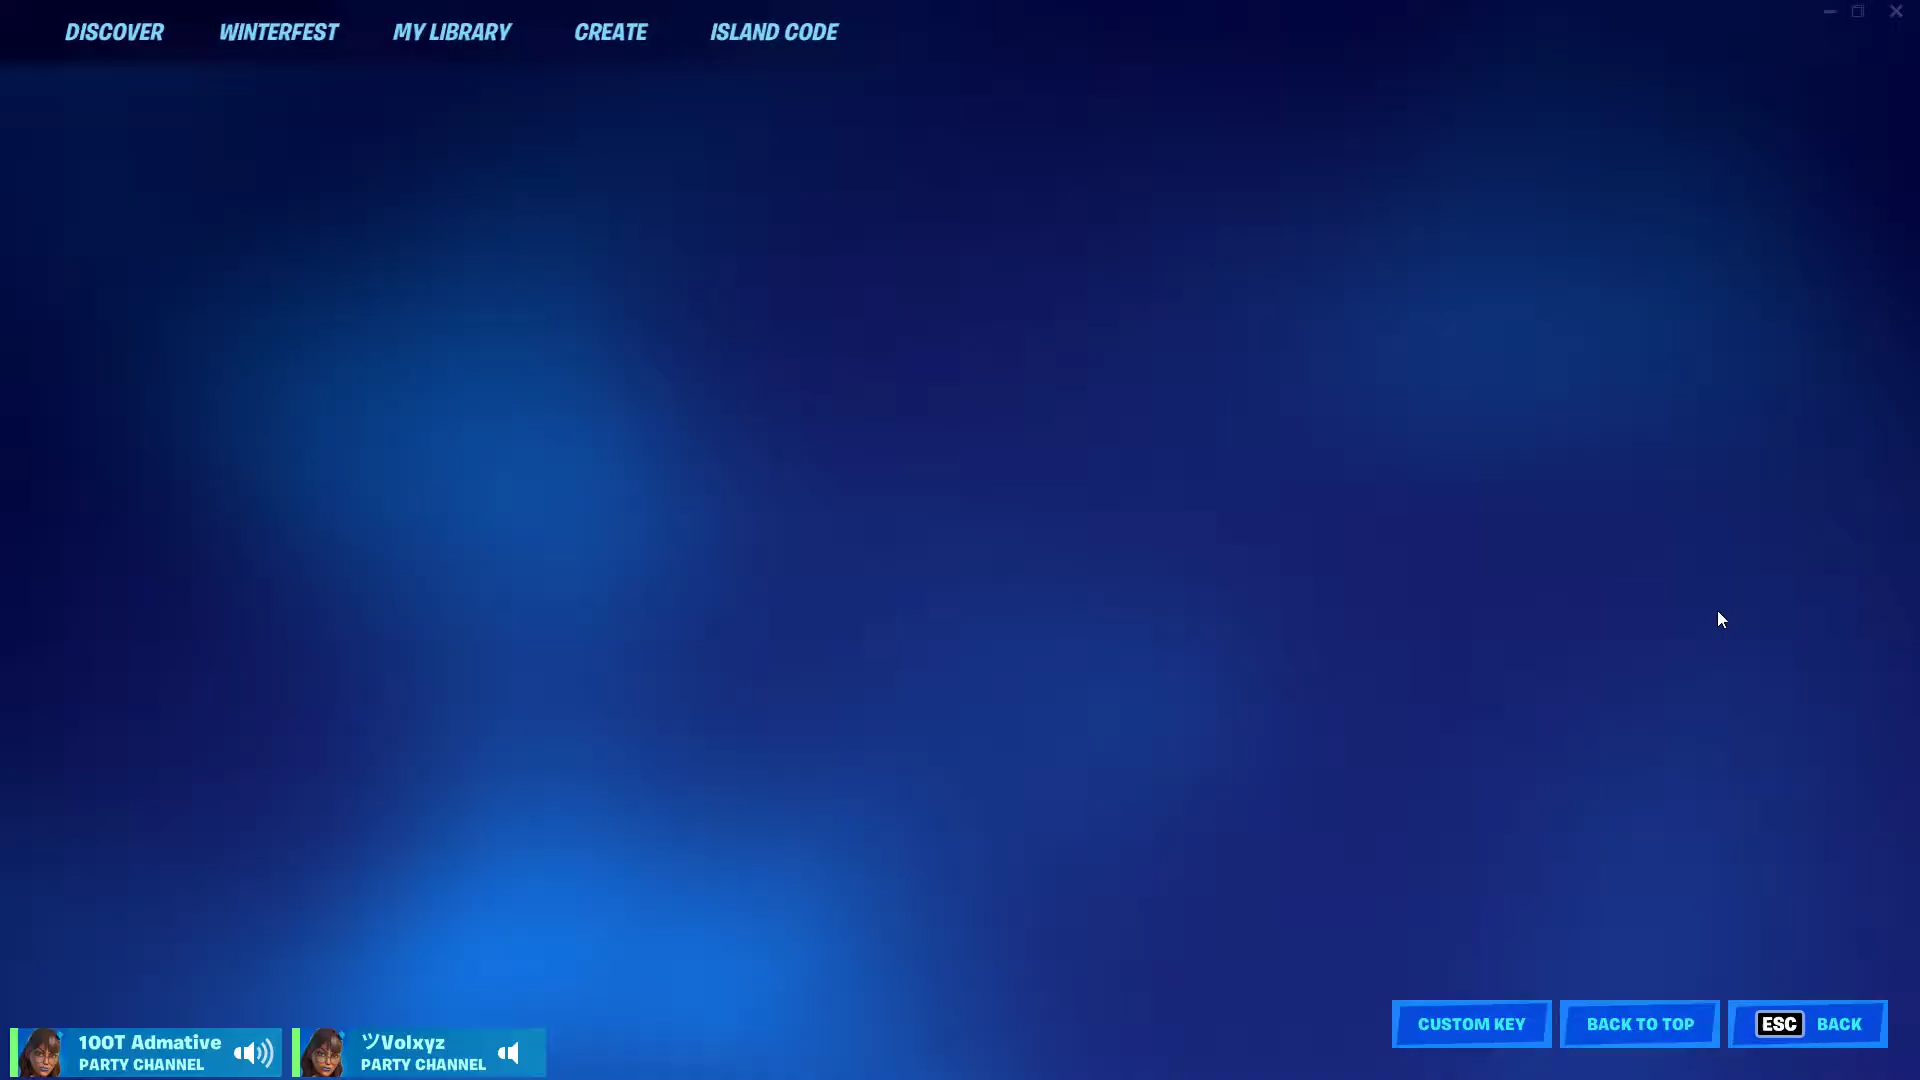 DISCOVER WINTERFEST MY LIBRARY CREATE ISLAND CODE
CUSTOM KEY BACK TO TOP ESC BACK
100T Admative
PARTY CHANNEL
ツVolxyz
PARTY CHANNEL